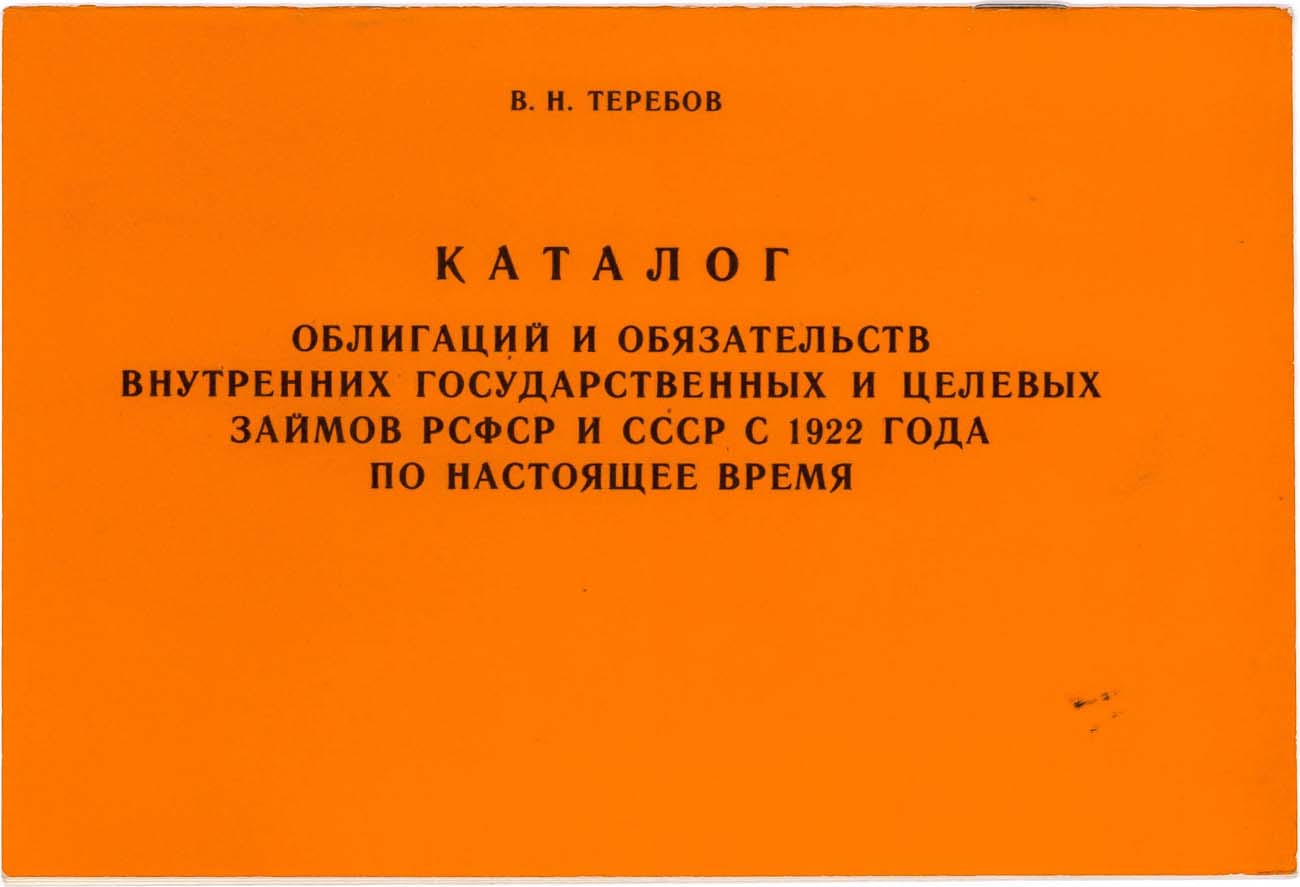 В. Н. ТЕРЕБОВ
КАТАЛОГ
ОБЛИГАЦИЙ И ОБЯЗАТЕЛЬСТВ
ВНУТРЕННИХ ГОСУДАРСТВЕННЫХ И ЦЕЛЕВЫХ
ЗАЙМОВ РСФСР И СССР С 1922 ГОДА
ПО НАСТОЯЩЕЕ ВРЕМЯ